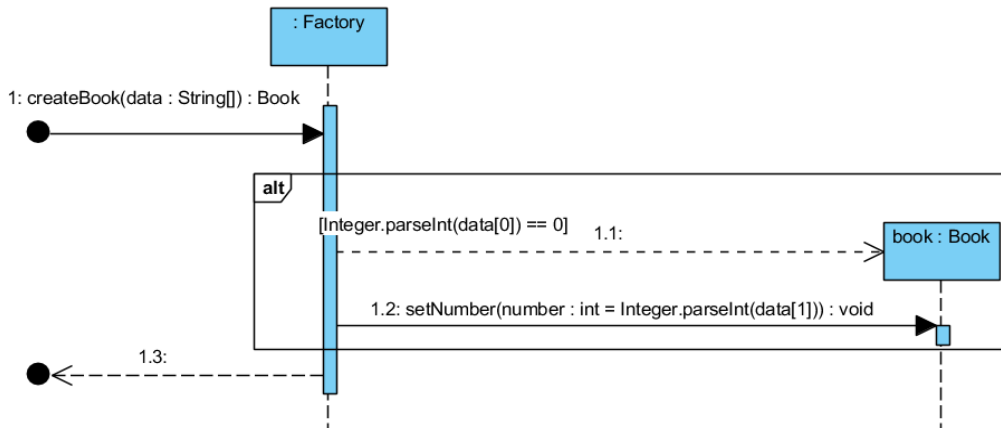 : Factory
1: createBook(data : String[]) : Book
alt
[Integer.parseInt(data[0]) == 0]
1.1:
book : Book
1.2: setNumber(number : int = Integer.parseInt(data[1])) : void
1.3: